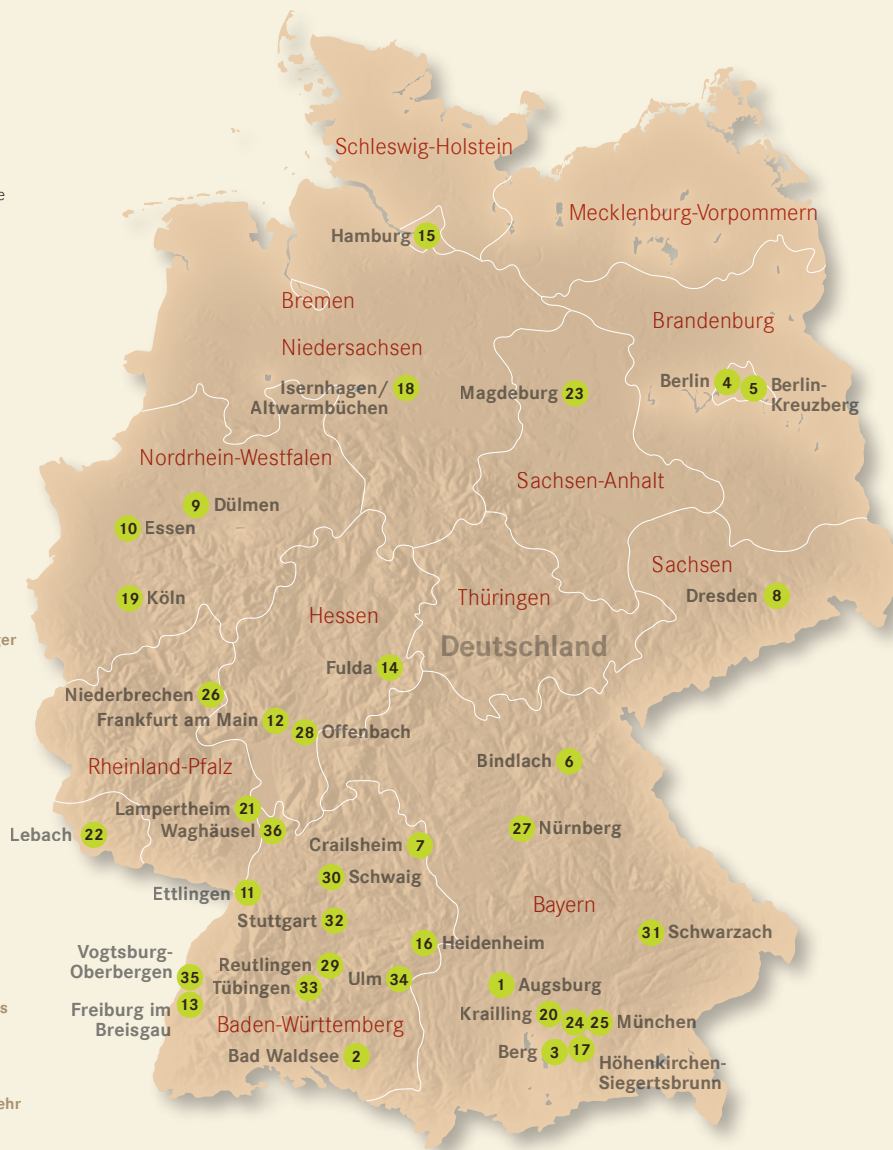 Schleswig-Holstein
e
Mecklenburg-Vorpommern
Hamburg 15
Bremen
Brandenburg
Niedersachsen
Isernhagen/
Altwarmbüchen
18
Magdeburg 23
Berlin 4
5 Berlin-
Kreuzberg
Nordrhein-Westfalen
Sachsen-Anhalt
9 Dülmen
10 Essen
Sachsen
Dresden 8
19 Köln
Thüringen
Hessen
ger
Deutschland
Fulda 14
Niederbrechen 26
Frankfurt am Main 12
28 Offenbach
Bindlach 6
Rheinland-Pfalz
Lampertheim 21
Waghäusel 36
27 Nürnberg
Lebach 22
Crailsheim 7
30 Schwaig
Ettlingen 11
Bayern
Stuttgart 32
31 Schwarzach
16 Heidenheim
Vogtsburg-
Oberbergen
35
Reutlingen 29
Tübingen 33
Ulm 34
1 Augsburg
s
Freiburg im
Breisgau
13
Krailling 20
24 25 München
Baden-Württemberg
Bad Waldsee 2
Berg 3
17 Höhenkirchen-
Siegertsbrunn
ehr